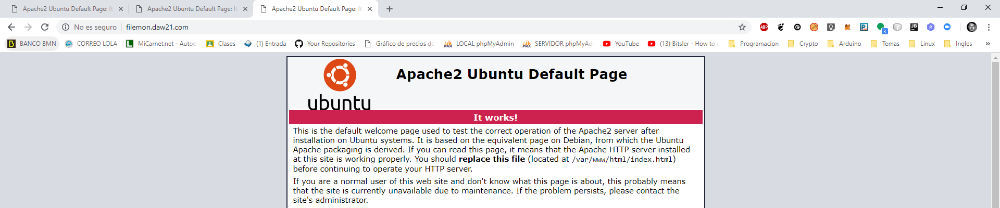 Apache2 Ubuntu Default Page: It
Apache2 Ubuntu Default Page: It
Apache2 Ubuntu Default Page: It
No es seguro
filemon.daw21.com
ABP
3
JB
R
BANCO BMN
CORREO LOLA
MiCarnet.net - Autoe
Clases
(1) Entrada
Your Repositories
Gráfico de precios de
LOCAL phpMyAdmin
SERVIDOR phpMyAd
YouTube
(13) Bitsler - How to
Programacion
Crypto
Arduino
Temas
Linux
Ingles
»
ubuntu
Apache2 Ubuntu Default Page
It works!
This is the default welcome page used to test the correct operation of the Apache2 server after
installation on Ubuntu systems. It is based on the equivalent page on Debian, from which the Ubuntu
Apache packaging is derived. If you can read this page, it means that the Apache HTTP server installed
at this site is working properly. You should replace this file (located at /var/www/html/index.html)
before continuing to operate your HTTP server.
If you are a normal user of this web site and don't know what this page is about, this probably means
that the site is currently unavailable due to maintenance. If the problem persists, please contact the
site's administrator.